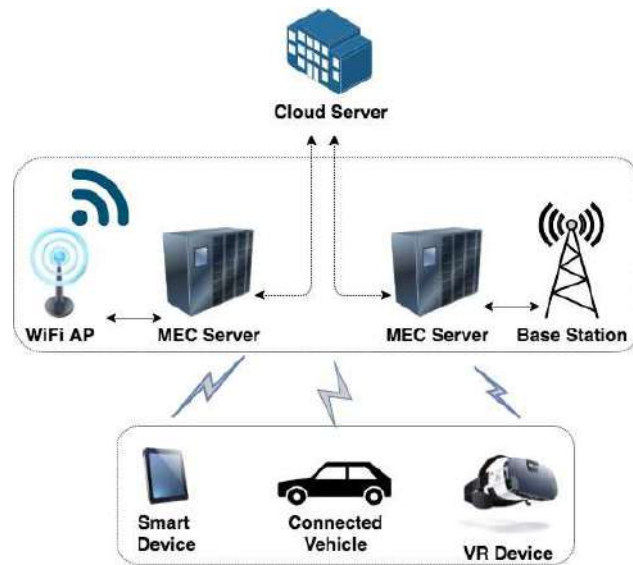 Cloud Server
WiFi AP
MEC Server
MEC Server
Base Station
Smart
Device
Connected
Vehicle
VR Device